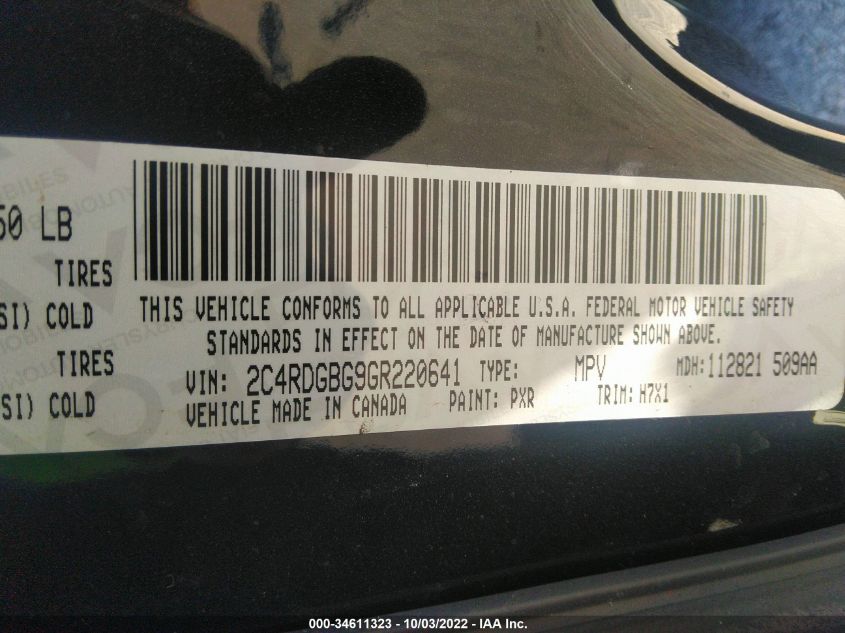 50 LB
TIRES
SI) COLD
TIRES
SI) COLD
THIS VEHICLE CONFORMS TO ALL APPLICABLE U.S.A. FEDERAL MOTOR VEHICLE SAFETY
STANDARDS IN EFFECT ON THE DATE OF MANUFACTURE SHOWN ABOVE.
VIN: 2C4RDGBG9GR220641 TYPE: MPV MDH: 112821 509AA
VEHICLE MADE IN CANADA PAINT: PXR TRIM: H7X1
000-34611323 - 10/03/2022 - IAA Inc.